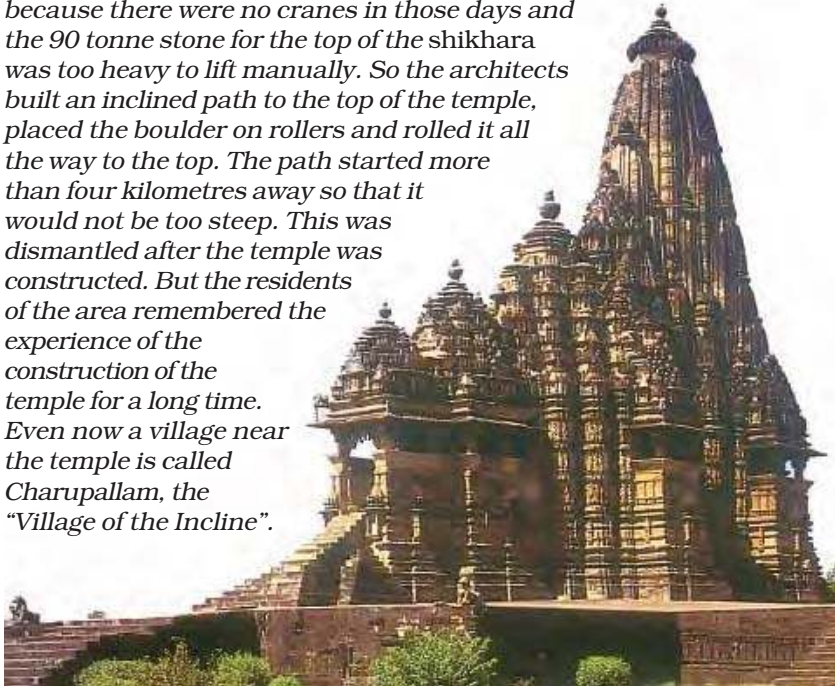 because there were no cranes in those days and
the 90 tonne stone for the top of the shikhara
was too heavy to lift manually. So the architects
built an inclined path to the top of the temple,
placed the boulder on rollers and rolled it all
the way to the top. The path started more
than four kilometres away so that it
would not be too steep. This was
dismantled after the temple was
constructed. But the residents
of the area remembered the
experience of the
construction of the
temple for a long time.
Even now a village near
the temple is called
Charupallam, the
“Village of the Incline”.